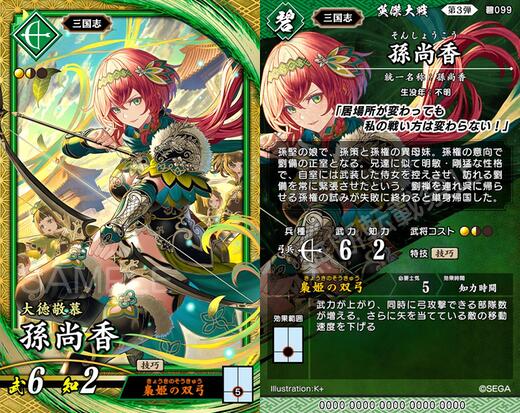 三国志
SAMPLE
大徳敬慕
孫尚香
技巧
武6 知2
きょうきのそうきゅう
梟姫の双弓
5
碧
三国志
英傑大戦
第3弾
碧099
そんしょうこう
孫尚香
統一名称:孫尚香
生没年:不明
「居場所が変わっても
私の戦い方は変わらない!」
孫堅の娘で、孫策と孫権の異母妹。孫権の意向で
劉備の正室となる。兄達に似て明敏・剛猛な性格
で、自室には武装した侍女を控えさせ、訪れる劉
備を常に緊張させたという。劉禅を連れ呉に帰ら
せる孫権の試みが失敗に終わると単身帰国した。
兵種 武力 知力 武将コスト
弓兵 6 2
特技 技巧
きょうきのそうきゅう 必要士気 効果時間
梟姫の双弓 5 知力時間
効果範囲
武力が上がり、同時に弓攻撃できる部隊数
が増える。さらに矢を当てている敵の移動
速度を下げる
Illustration:K+
©SEGA
0000-0000-0000-0000-0000